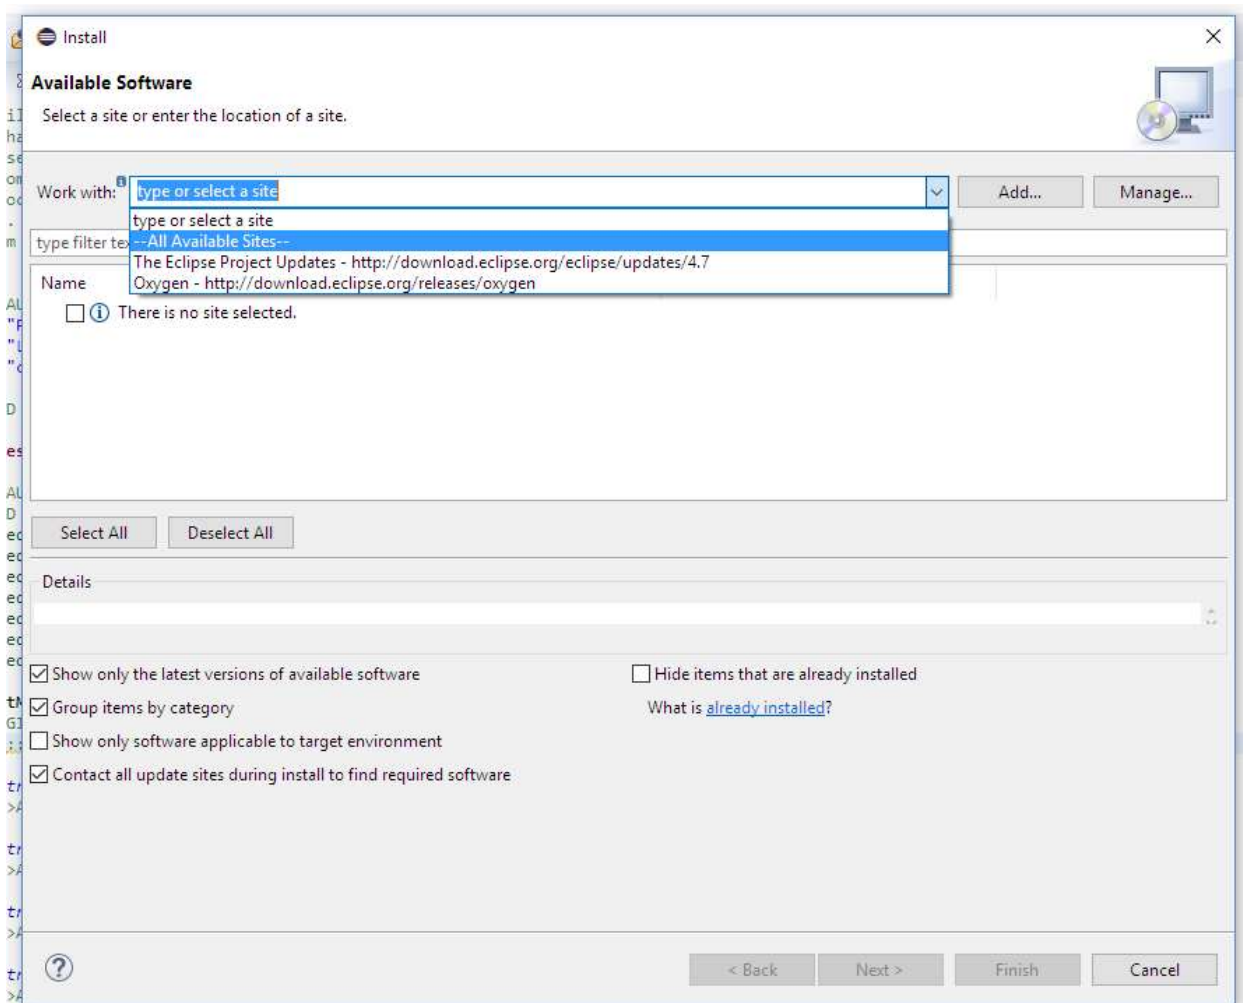 Install
Available Software
Select a site or enter the location of a site.
Work with: type or select a site Add... Manage...
type or select a site
--All Available Sites--
type filter te
The Eclipse Project Updates - http://download.eclipse.org/eclipse/updates/4.7
Name Oxygen - http://download.eclipse.org/releases/oxygen
There is no site selected.
Select All Deselect All
Details
Show only the latest versions of available software Hide items that are already installed
Group items by category What is already installed?
Show only software applicable to target environment
Contact all update sites during install to find required software
? < Back Next > Finish Cancel